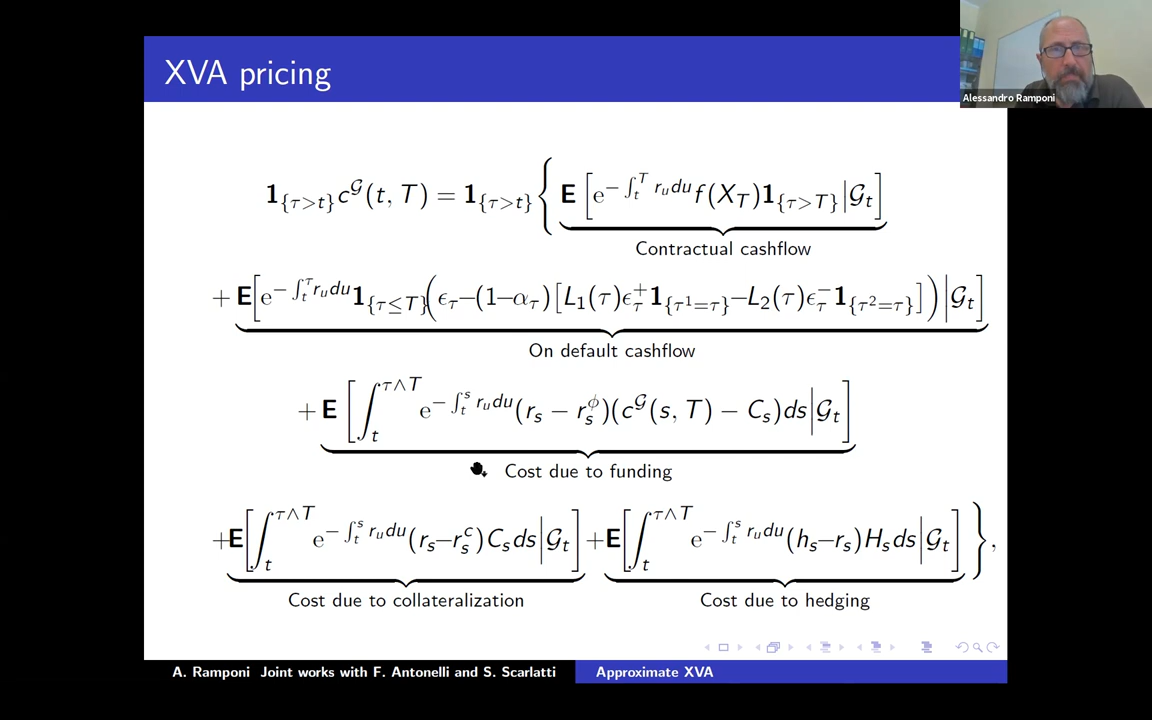 XVA pricing
Alessandro Ramponi
𝟏_{τ>t} c^𝒢(t, T) = 𝟏_{τ>t} { 𝐄 [ e^{− ∫_t^T r_u du} f(X_T) 𝟏_{τ>T} | 𝒢_t ]
Contractual cashflow
+ 𝐄 [ e^{− ∫_t^τ r_u du} 𝟏_{τ≤T} ( ϵ_τ − (1−α_τ) [ L_1(τ) ϵ_τ^+ 𝟏_{τ^1=τ} − L_2(τ) ϵ_τ^− 𝟏_{τ^2=τ} ] ) | 𝒢_t ]
On default cashflow
+ 𝐄 [ ∫_t^{τ∧T} e^{− ∫_t^s r_u du} (r_s − r_s^ϕ)(c^𝒢(s, T) − C_s) ds | 𝒢_t ]
Cost due to funding
+ 𝐄 [ ∫_t^{τ∧T} e^{− ∫_t^s r_u du} (r_s − r_s^c) C_s ds | 𝒢_t ] + 𝐄 [ ∫_t^{τ∧T} e^{− ∫_t^s r_u du} (h_s − r_s) H_s ds | 𝒢_t ] },
Cost due to collateralization Cost due to hedging
A. Ramponi Joint works with F. Antonelli and S. Scarlatti Approximate XVA